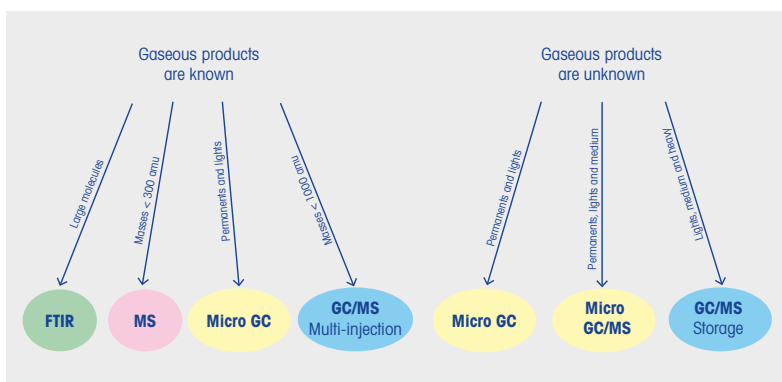 Gaseous products
are known
Gaseous products
are unknown
Large molecules
Masses < 300 amu
Permanents and lights
Masses < 1000 amu
Permanents and lights
Permanents, lights and medium
Lights, medium and heavy
FTIR
MS
Micro GC
GC/MS
Multi-injection
Micro GC
Micro
GC/MS
GC/MS
Storage